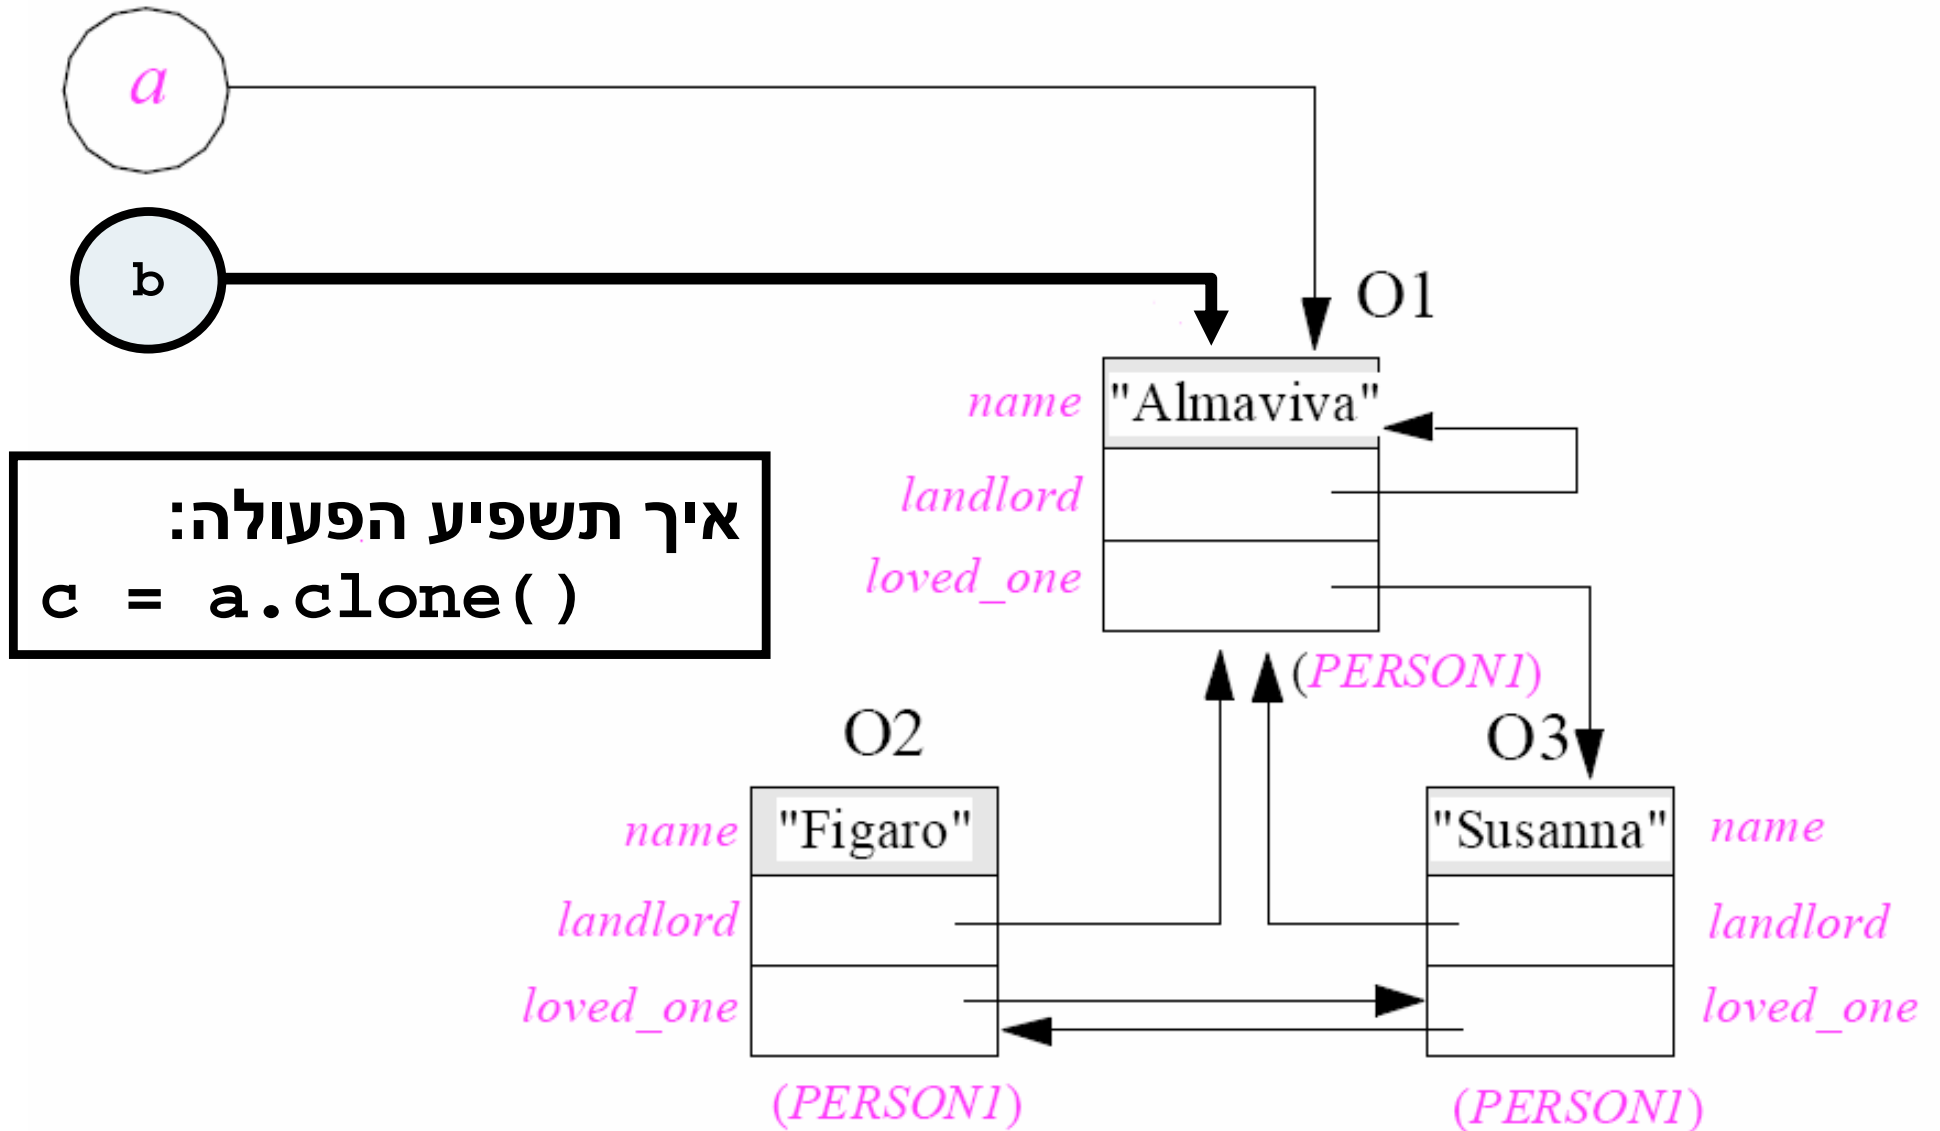 a
b
O1
name "Almaviva"
landlord
loved_one
(PERSON1)
איך תשפיע הפעולה:
c = a.clone()
O2
name "Figaro"
landlord
loved_one
(PERSON1)
O3
"Susanna" name
landlord
loved_one
(PERSON1)